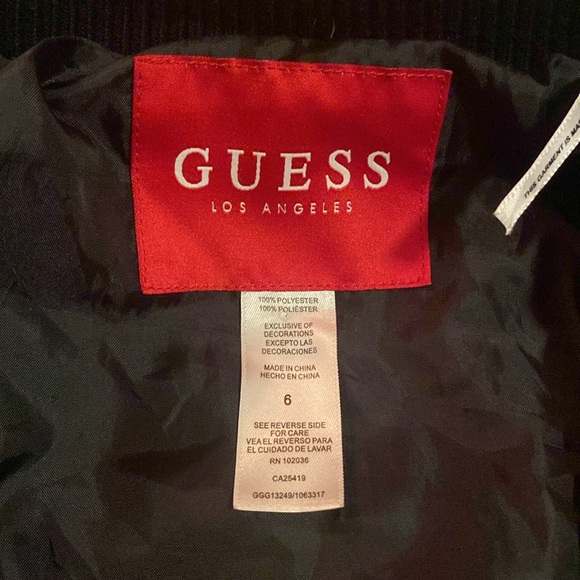 GUESS
LOS ANGELES
THIS GARMENT IS MA
100% POLYESTER
100% POLIÉSTER
EXCLUSIVE OF
DECORATIONS
EXCEPTO LAS
DECORACIONES
MADE IN CHINA
HECHO EN CHINA
6
SEE REVERSE SIDE
FOR CARE
VEA EL REVERSO PARA
EL CUIDADO DE LAVAR
RN 102036
CA25419
GGG13249/1063317